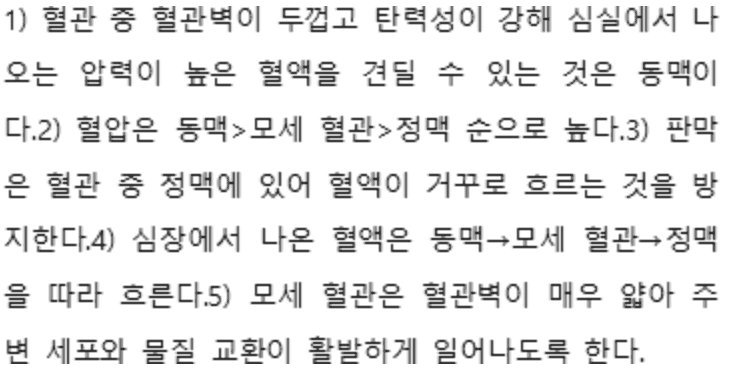 1) 혈관 중 혈관벽이 두껍고 탄력성이 강해 심실에서 나
오는 압력이 높은 혈액을 견딜 수 있는 것은 동맥이
다.2) 혈압은 동맥>모세 혈관>정맥 순으로 높다.3) 판막
은 혈관 중 정맥에 있어 혈액이 거꾸로 흐르는 것을 방
지한다.4) 심장에서 나온 혈액은 동맥→모세 혈관→정맥
을 따라 흐른다.5) 모세 혈관은 혈관벽이 매우 얇아 주
변 세포와 물질 교환이 활발하게 일어나도록 한다.